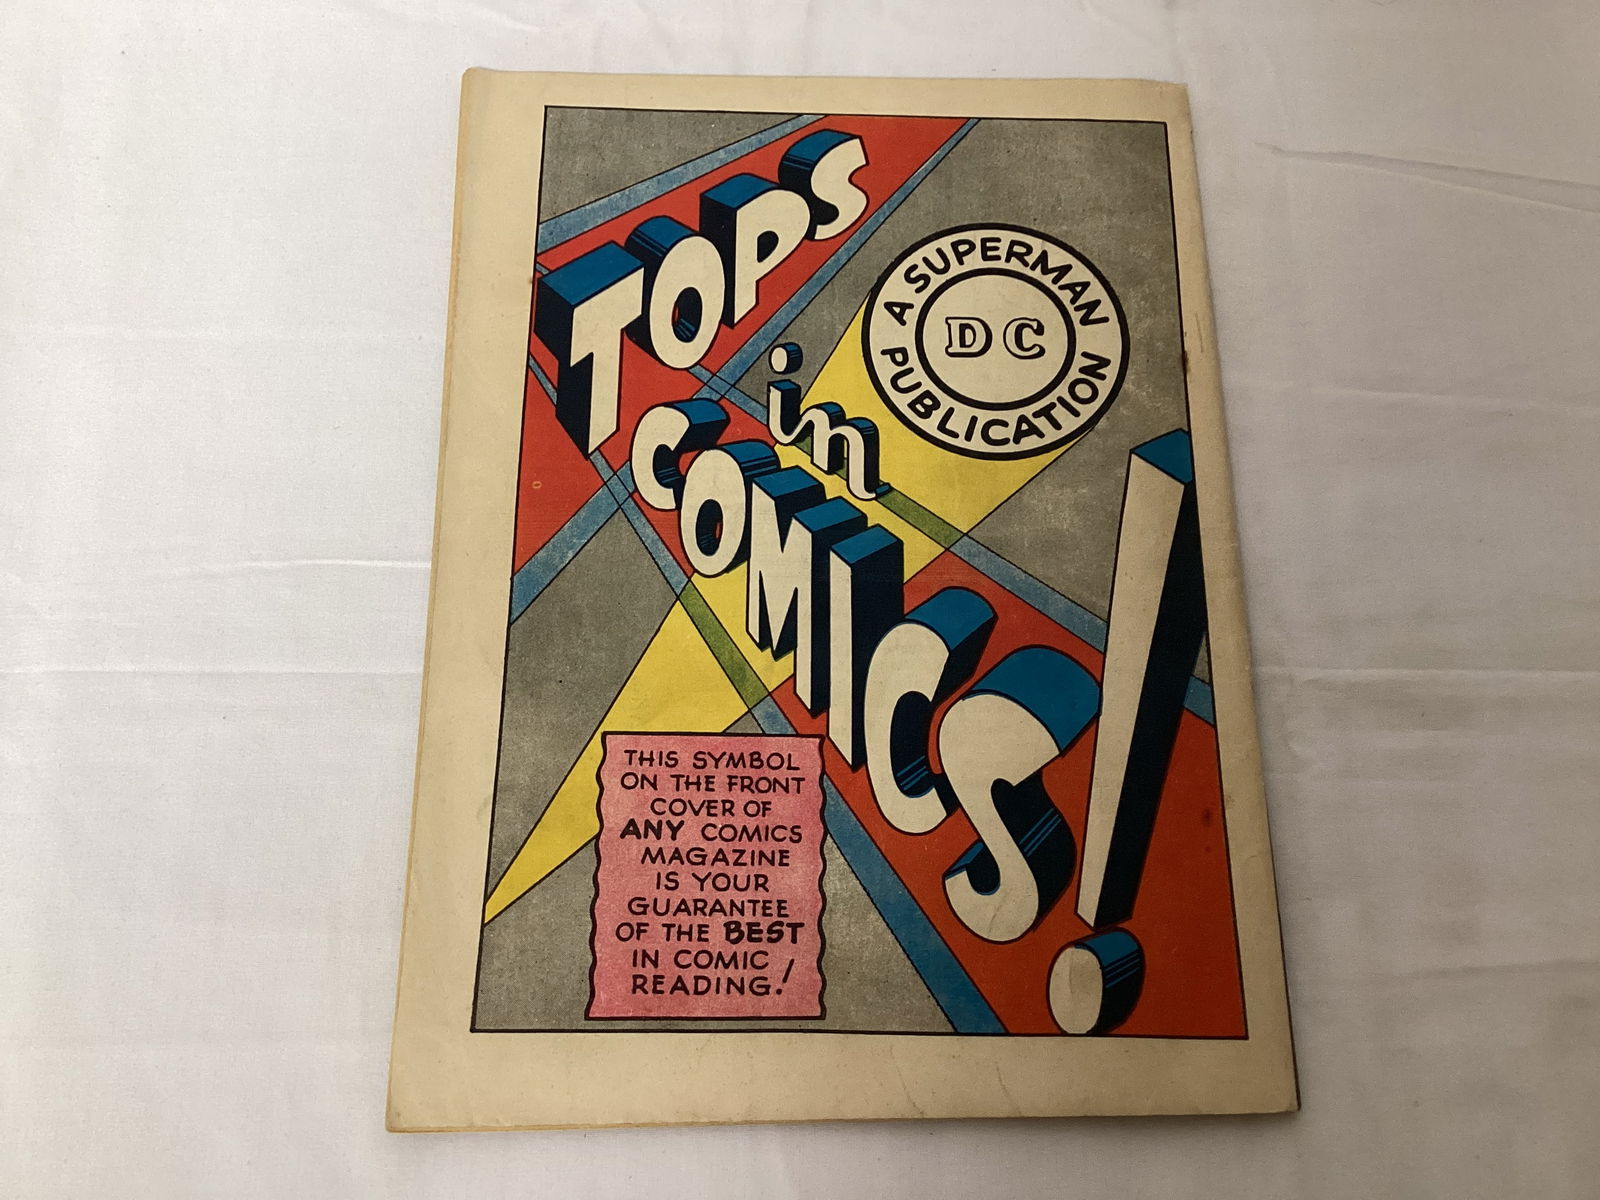 TOPS
in
COMICS!
A SUPERMAN
DC
PUBLICATION
THIS SYMBOL
ON THE FRONT
COVER OF
ANY COMICS
MAGAZINE
IS YOUR
GUARANTEE
OF THE BEST
IN COMIC
READING!